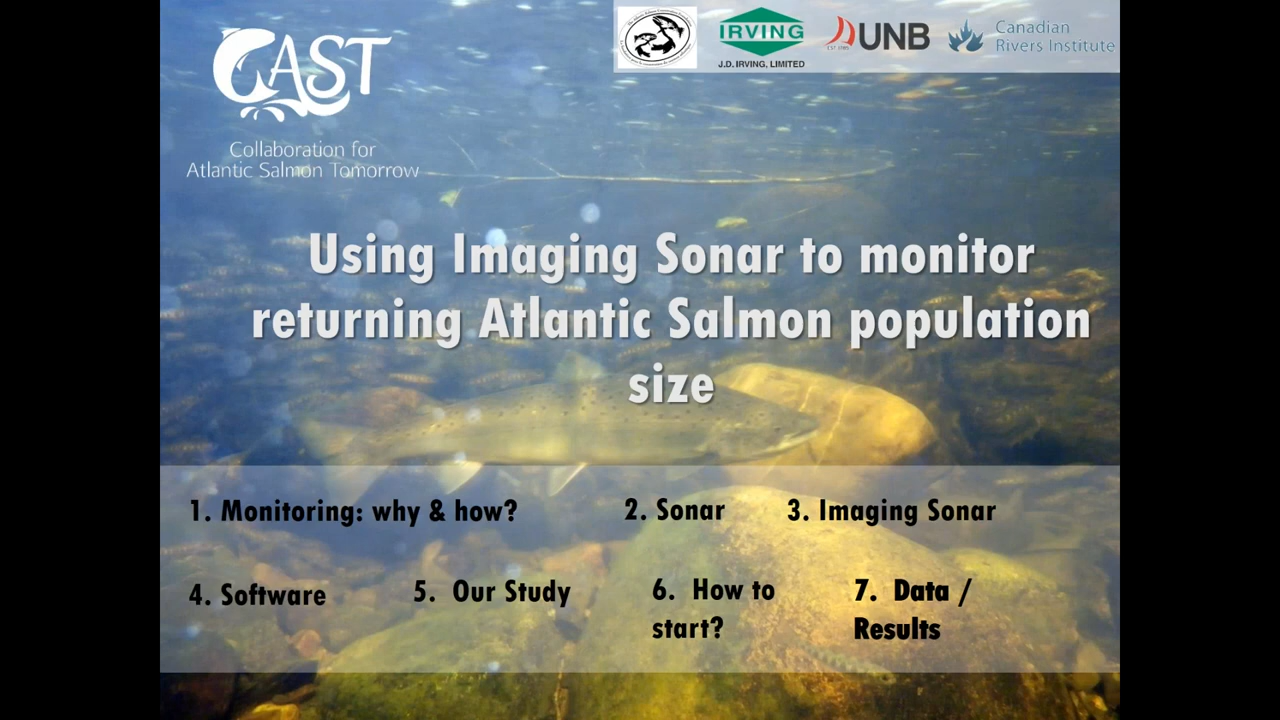 CAST
Collaboration for
Atlantic Salmon Tomorrow
IRVING
J.D. IRVING, LIMITED
EST. 1785
UNB
Canadian
Rivers Institute
Using Imaging Sonar to monitor
returning Atlantic Salmon population
size
1. Monitoring: why & how?
2. Sonar
3. Imaging Sonar
4. Software
5. Our Study
6. How to
start?
7. Data /
Results